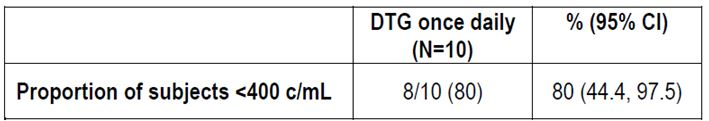 DTG once daily
(N=10)
% (95% CI)
Proportion of subjects <400 c/mL
8/10 (80)
80 (44.4, 97.5)